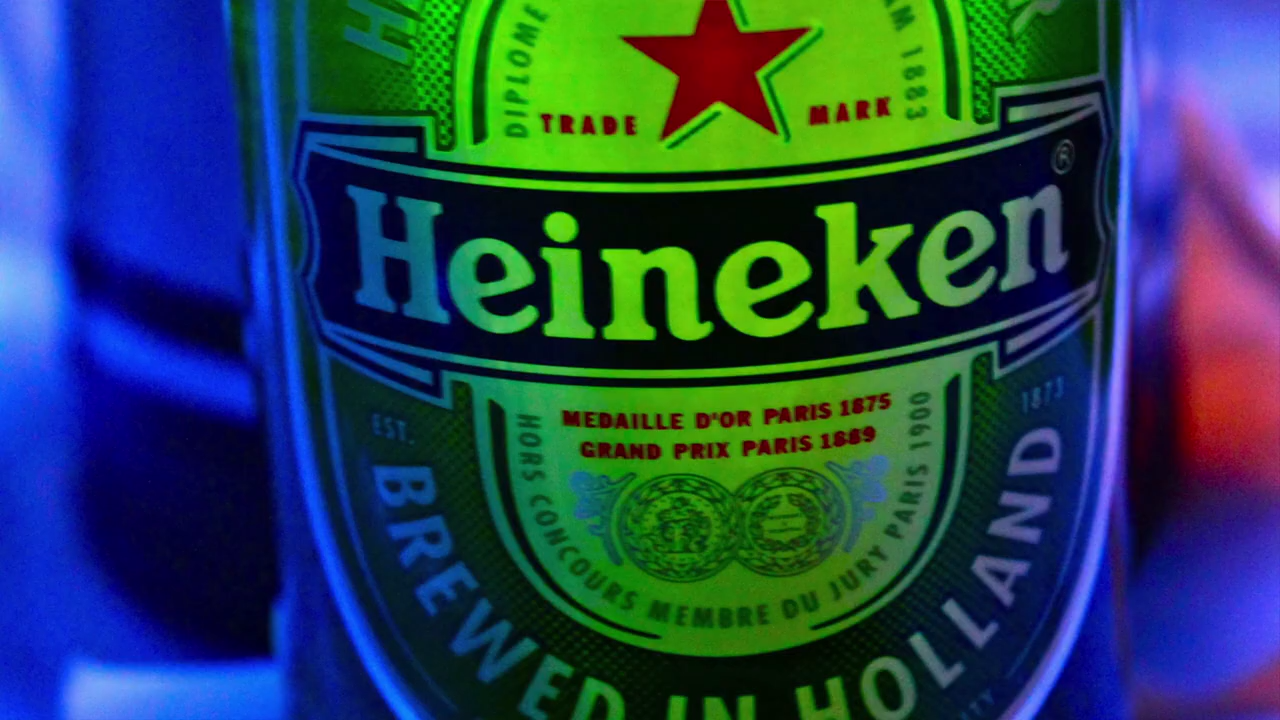 DIPLOME
1883
TRADE MARK
Heineken®
MEDAILLE D'OR PARIS 1875
GRAND PRIX PARIS 1889
HORS CONCOURS MEMBRE DU JURY PARIS 1900
EST. 1873
BREWED IN HOLLAND